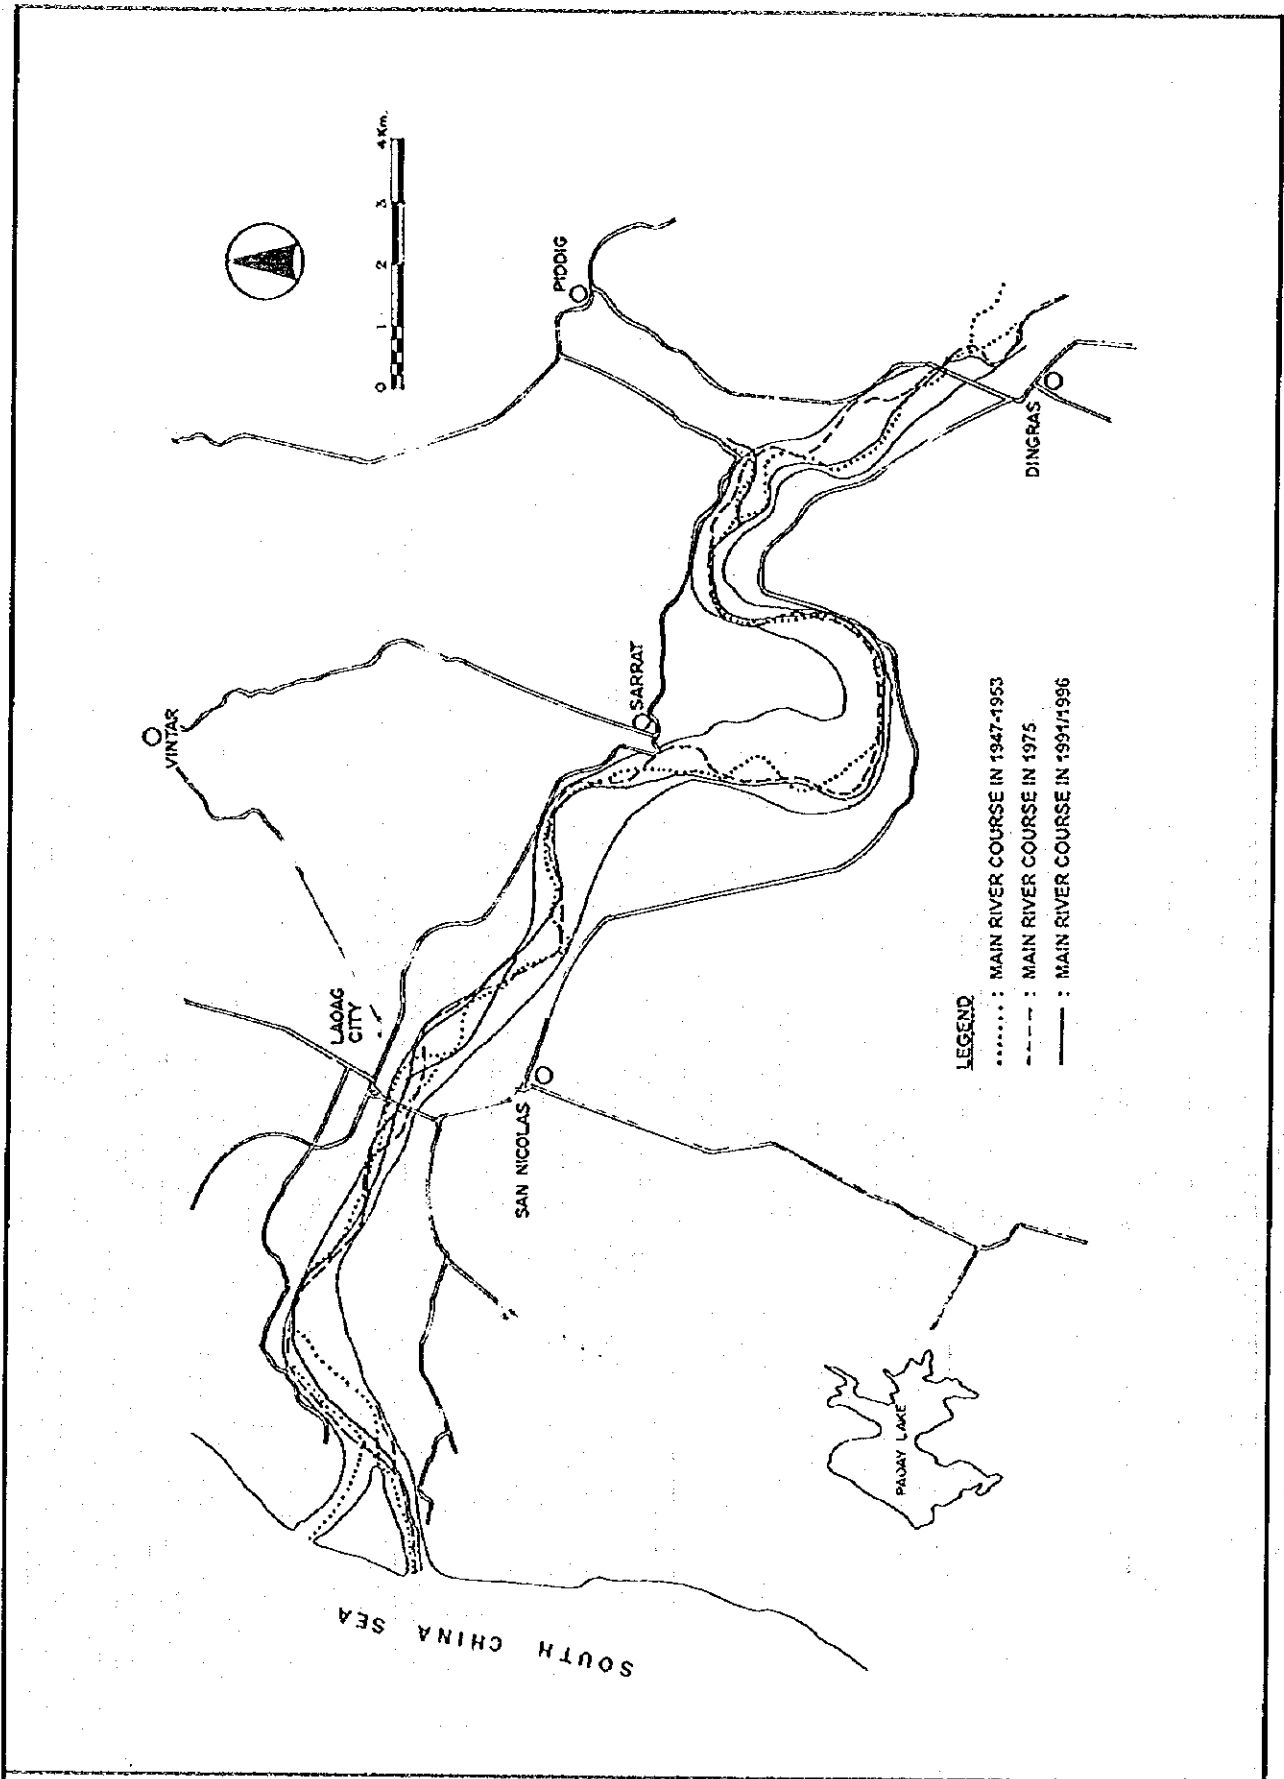 0 1 2 3 4 Km.
VINTAR
PIDDIG
LAOAG
CITY
SARRAT
SAN NICOLAS
DINGRAS
PAOAY LAKE
SOUTH CHINA SEA
LEGEND
...... : MAIN RIVER COURSE IN 1947-1953
---- : MAIN RIVER COURSE IN 1975
—— : MAIN RIVER COURSE IN 1991/1996